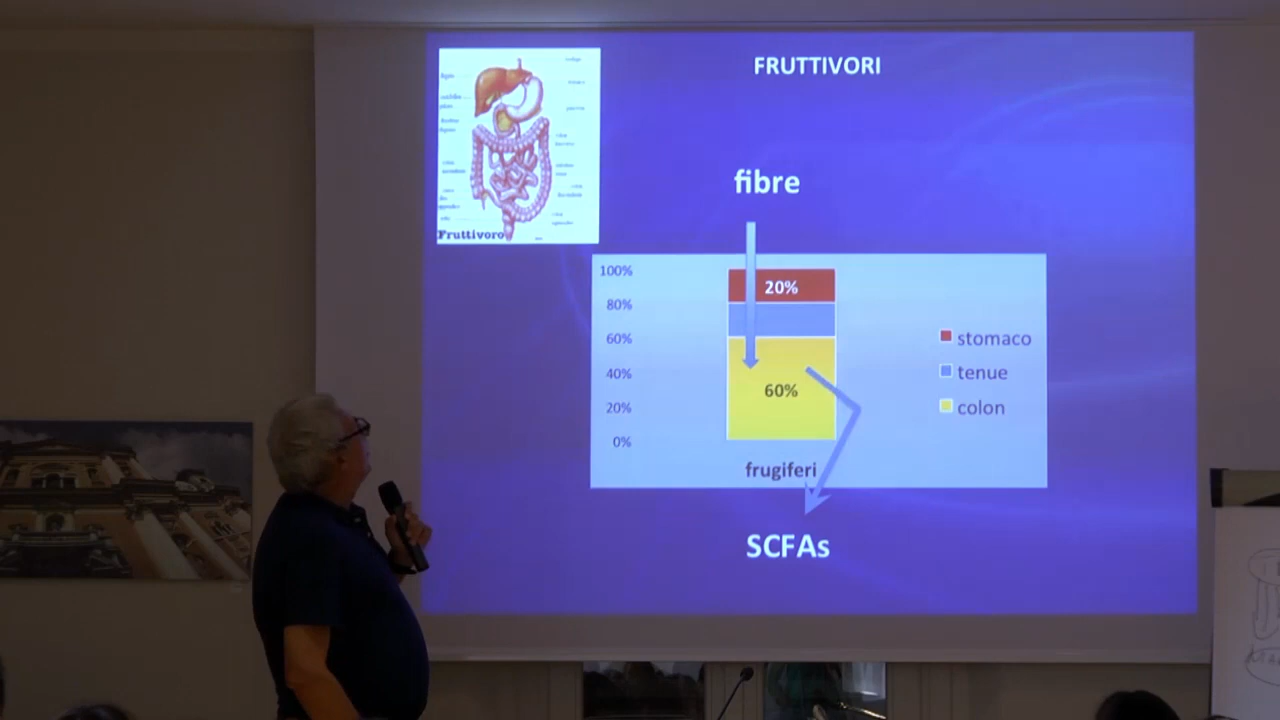 FRUTTIVORI
fibre
Fruttivoro
100%
80%
60%
40%
20%
0%
20%
60%
frugiferi
stomaco
tenue
colon
SCFAs